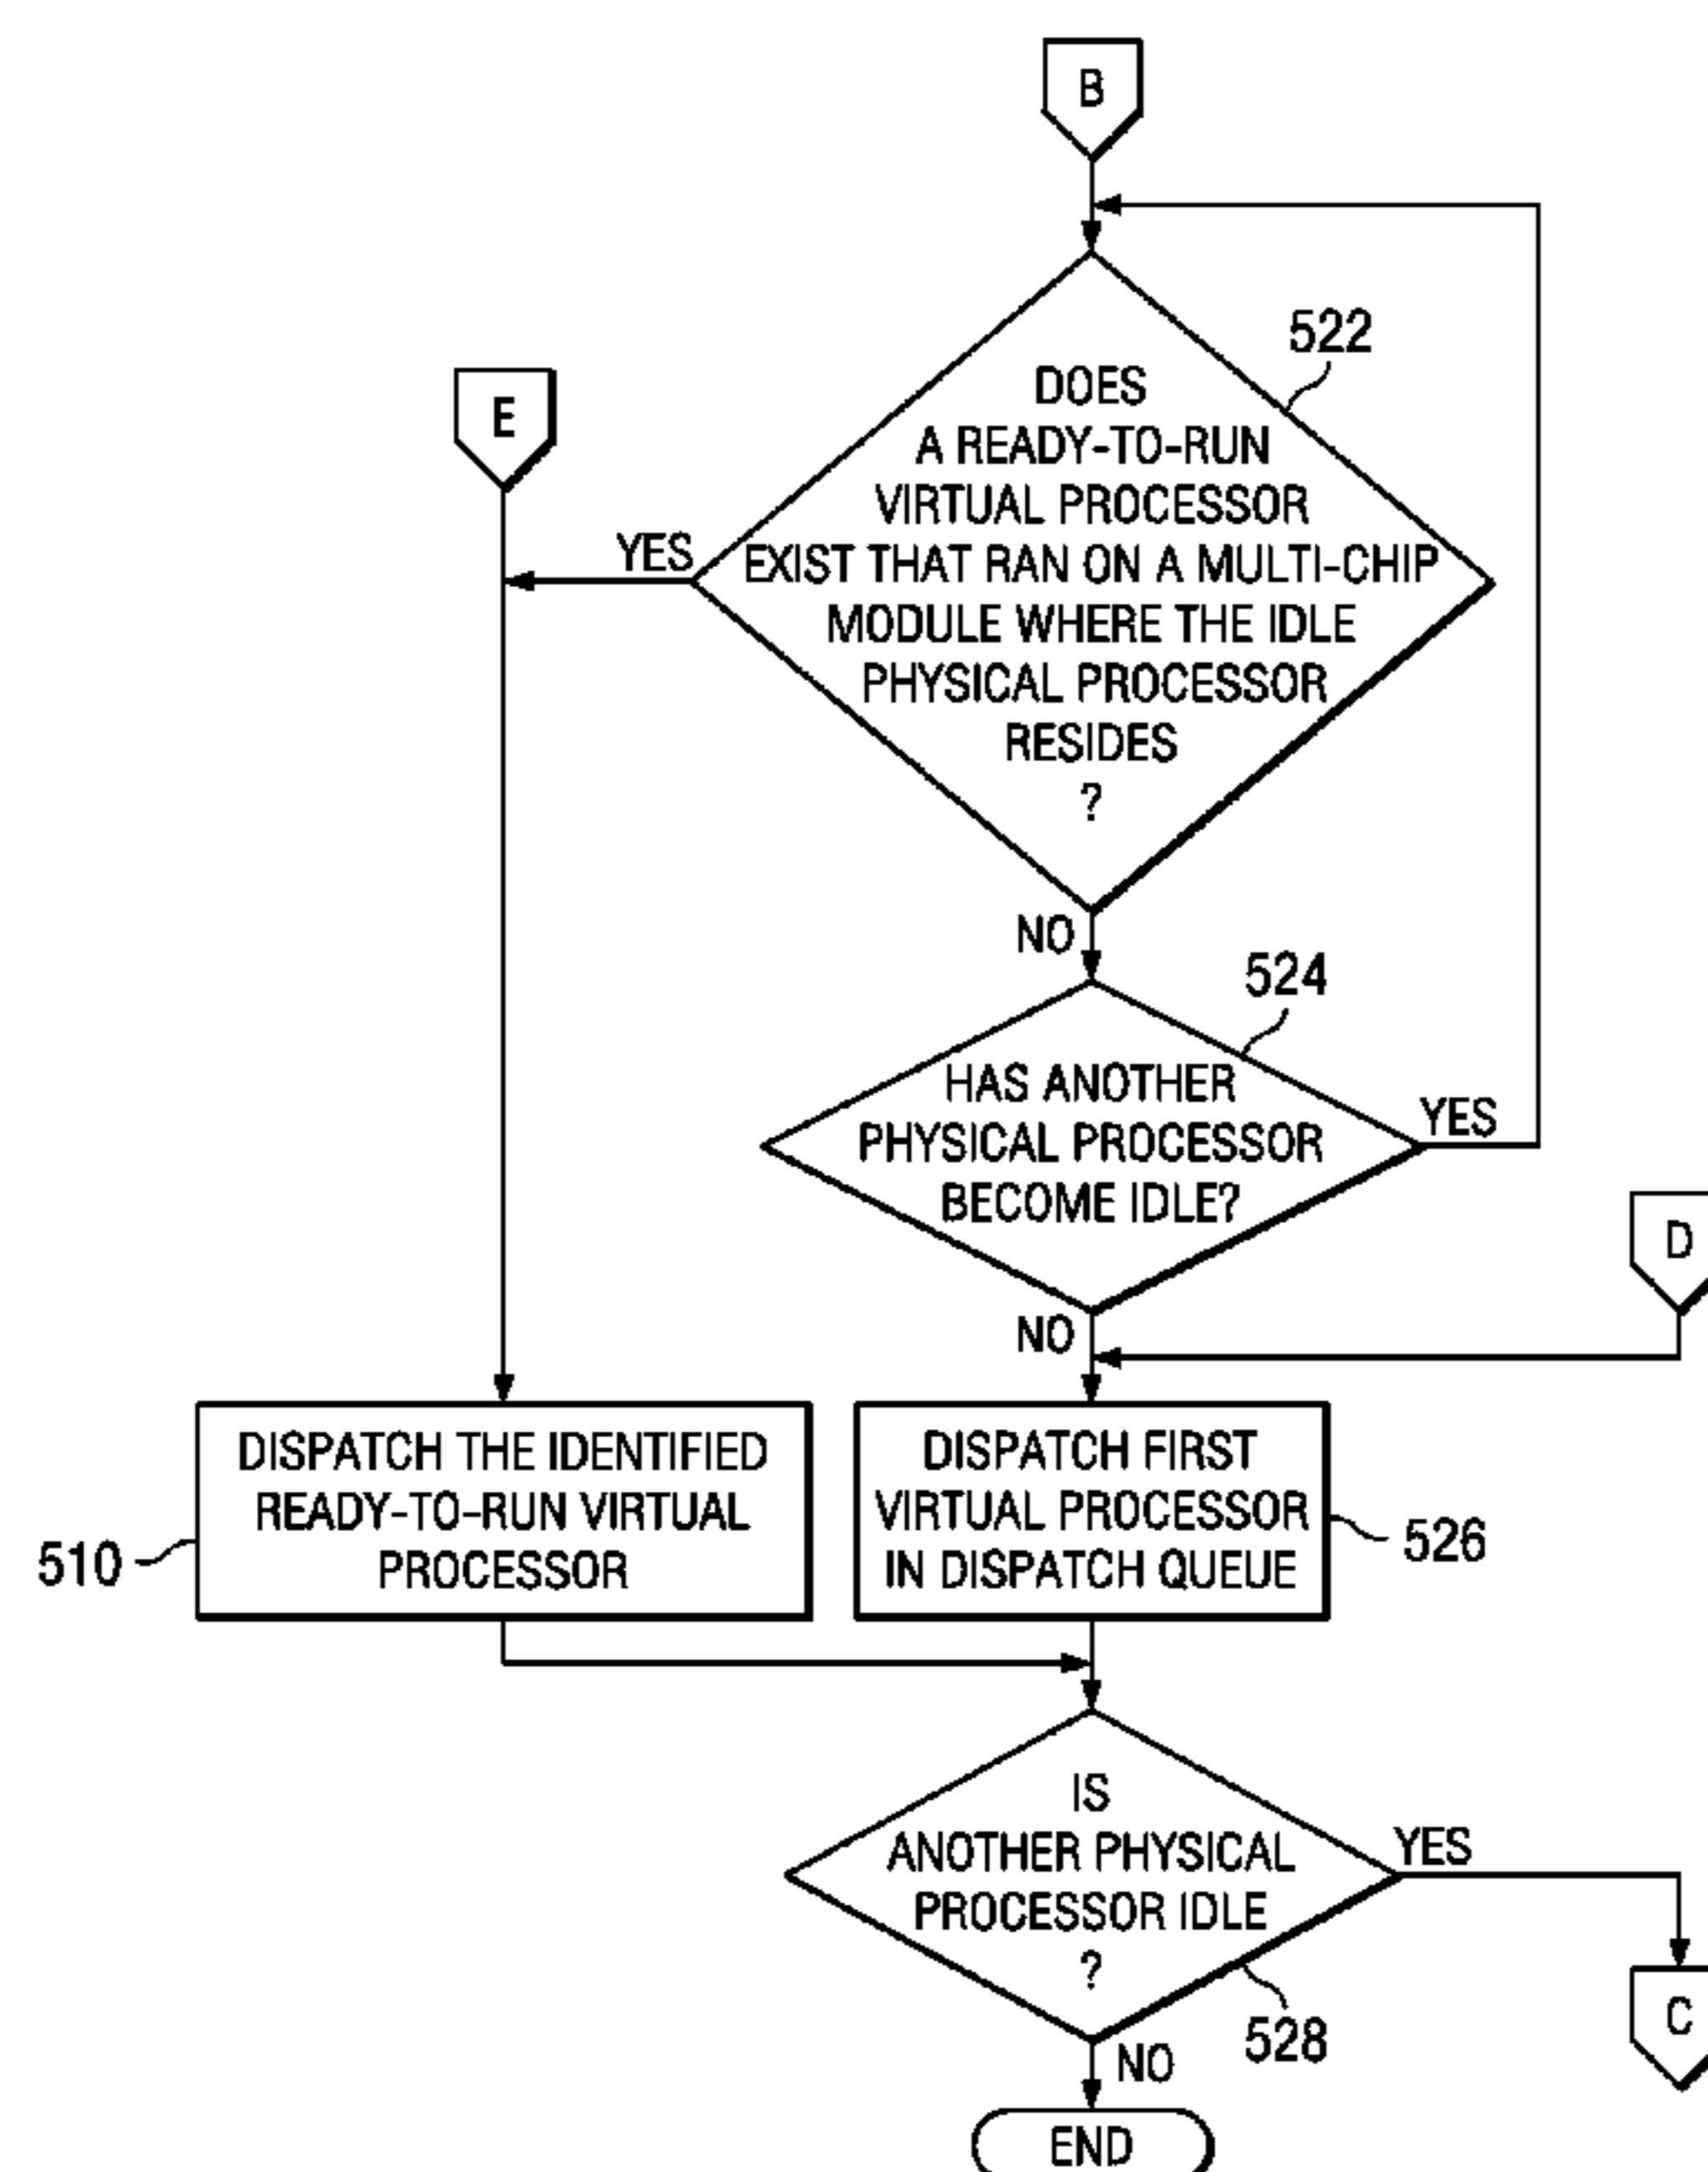 B
522
E
DOES
A READY-TO-RUN
VIRTUAL PROCESSOR
EXIST THAT RAN ON A MULTI-CHIP
MODULE WHERE THE IDLE
PHYSICAL PROCESSOR
RESIDES
?
YES
NO
524
HAS ANOTHER
PHYSICAL PROCESSOR
BECOME IDLE?
YES
D
NO
DISPATCH THE IDENTIFIED
READY-TO-RUN VIRTUAL
PROCESSOR
510
DISPATCH FIRST
VIRTUAL PROCESSOR
IN DISPATCH QUEUE
526
IS
ANOTHER PHYSICAL
PROCESSOR IDLE
?
YES
528
C
NO
END